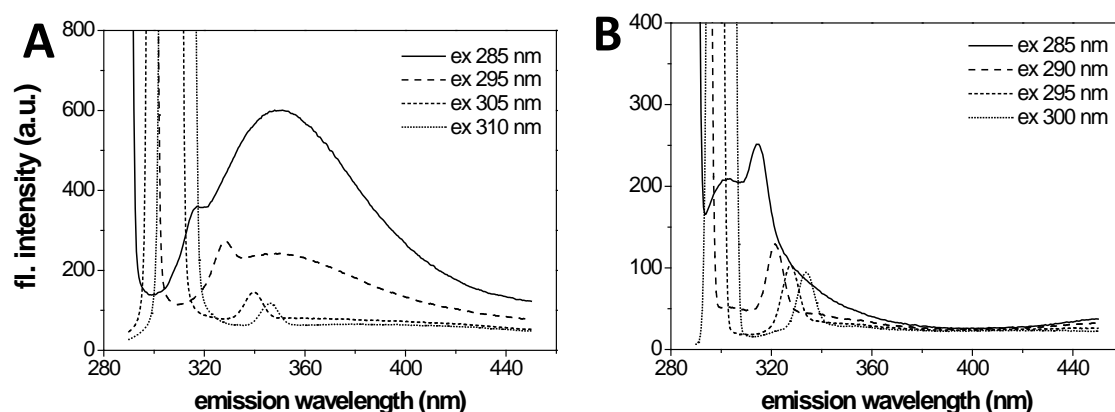 A
fl. intensity (a.u.)
800
600
400
200
0
ex 285 nm
ex 295 nm
ex 305 nm
ex 310 nm
280 320 360 400 440
emission wavelength (nm)
B
400
300
200
100
0
ex 285 nm
ex 290 nm
ex 295 nm
ex 300 nm
280 320 360 400 440
emission wavelength (nm)